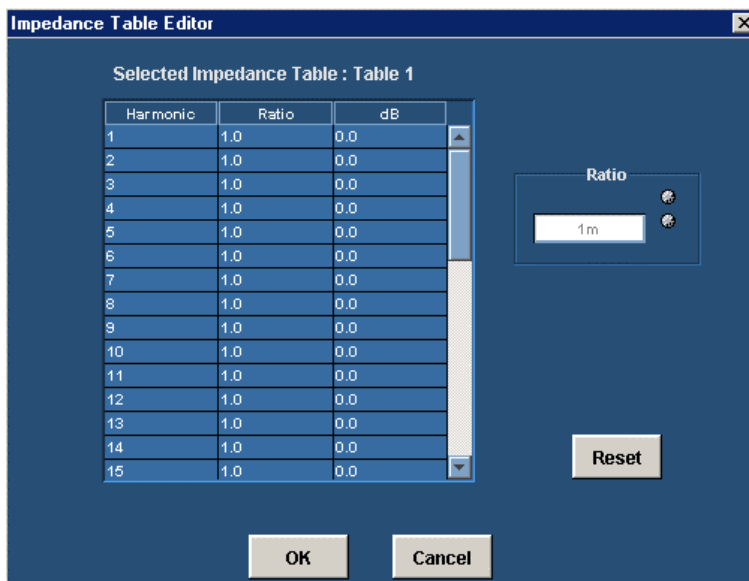 Impedance Table Editor
Selected Impedance Table : Table 1
Harmonic Ratio dB
1 1.0 0.0
2 1.0 0.0
3 1.0 0.0
4 1.0 0.0
5 1.0 0.0
6 1.0 0.0
7 1.0 0.0
8 1.0 0.0
9 1.0 0.0
10 1.0 0.0
11 1.0 0.0
12 1.0 0.0
13 1.0 0.0
14 1.0 0.0
15 1.0 0.0
Ratio
1m
Reset
OK Cancel